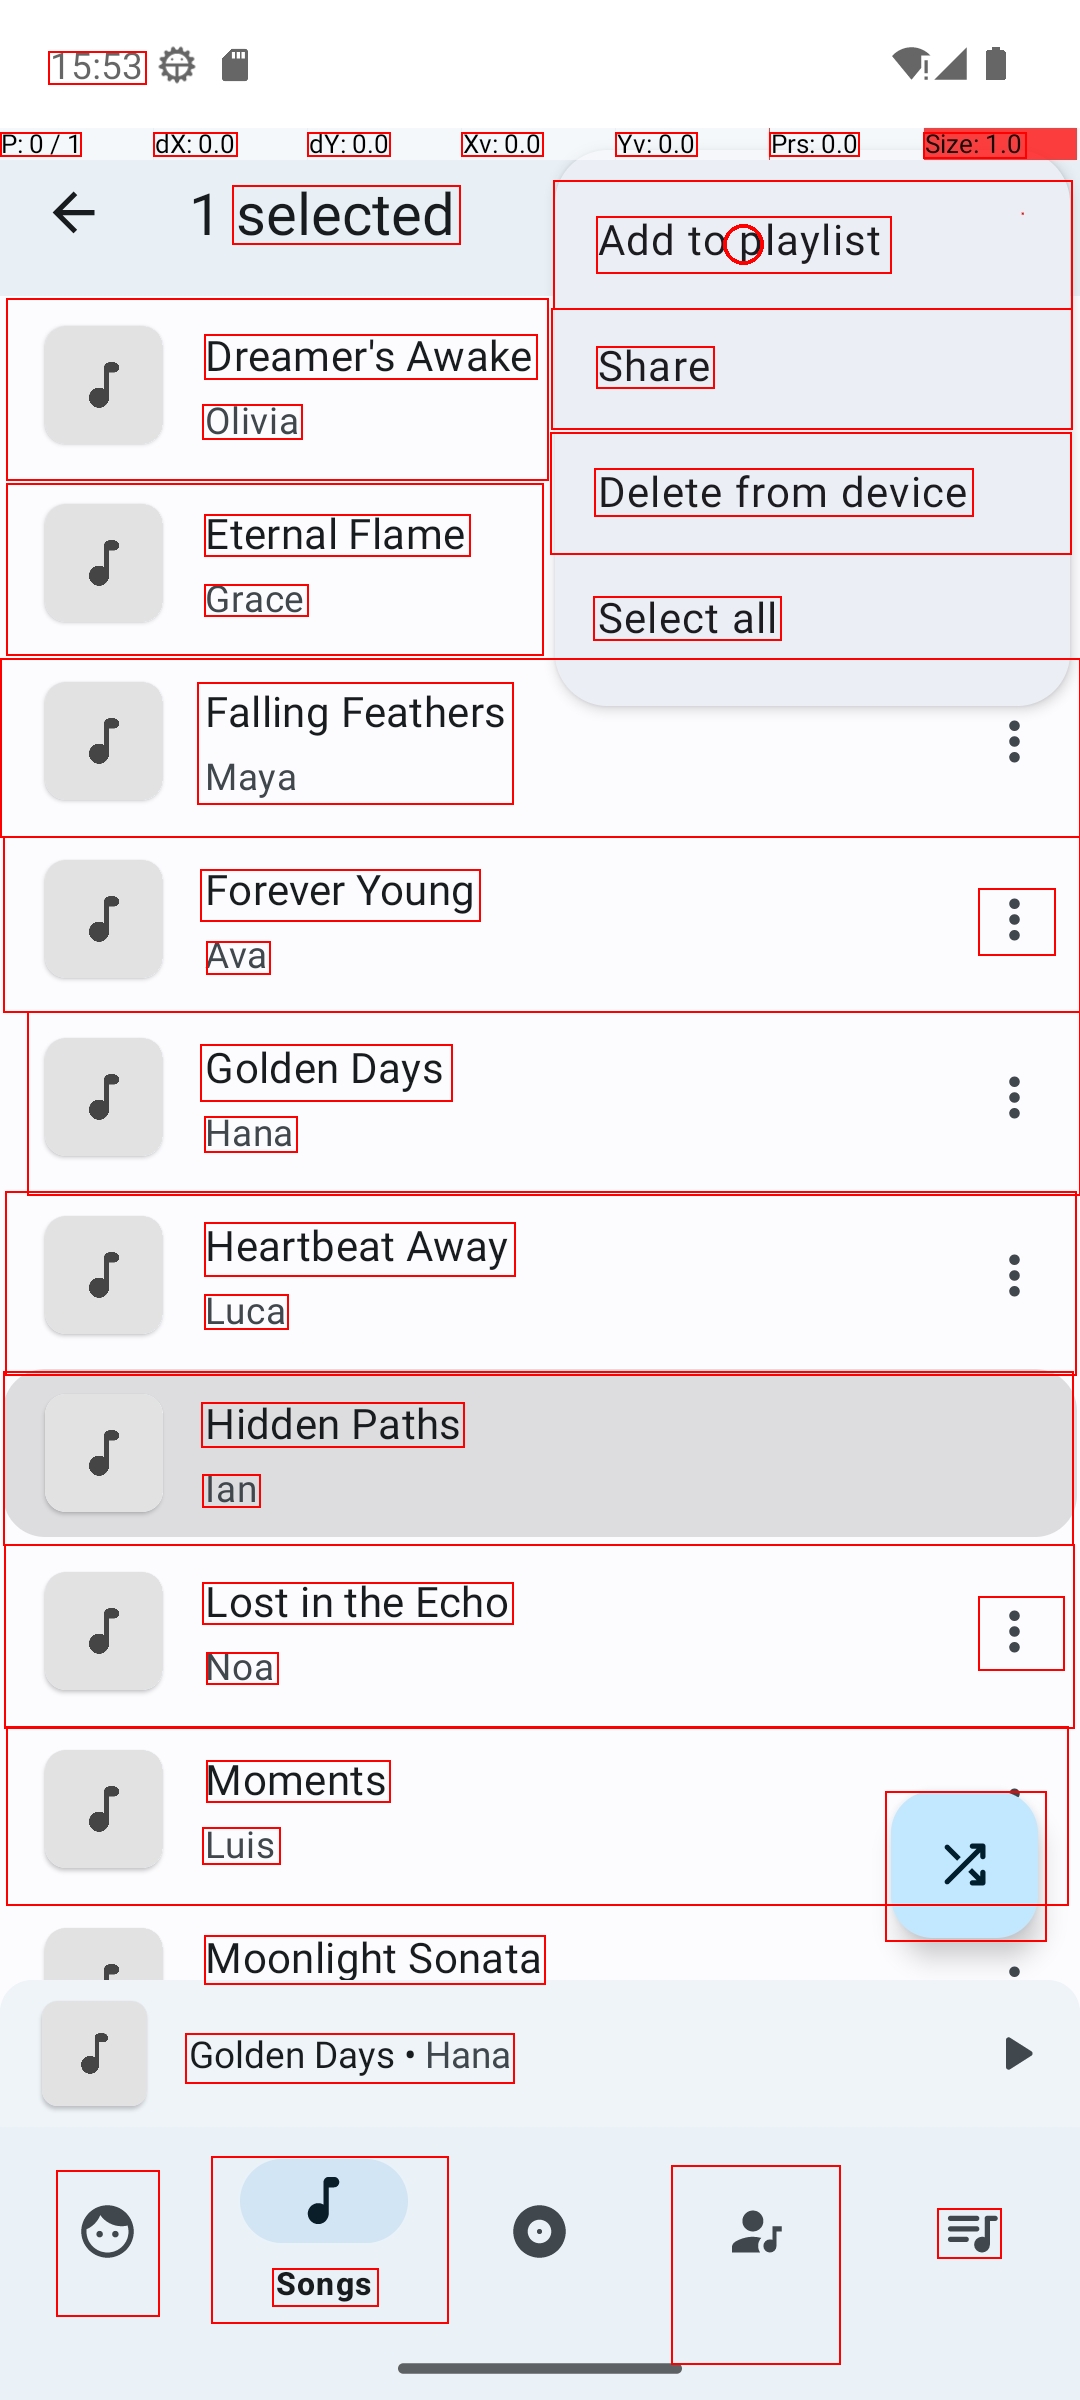 15:53
P: 0 / 1 dX: 0.0 dY: 0.0 Xv: 0.0 Yv: 0.0 Prs: 0.0 Size: 1.0
1 selected
Add to playlist
Share
Delete from device
Select all
Dreamer's Awake
Olivia
Eternal Flame
Grace
Falling Feathers
Maya
Forever Young
Ava
Golden Days
Hana
Heartbeat Away
Luca
Hidden Paths
Ian
Lost in the Echo
Noa
Moments
Luis
Moonlight Sonata
Golden Days • Hana
Songs